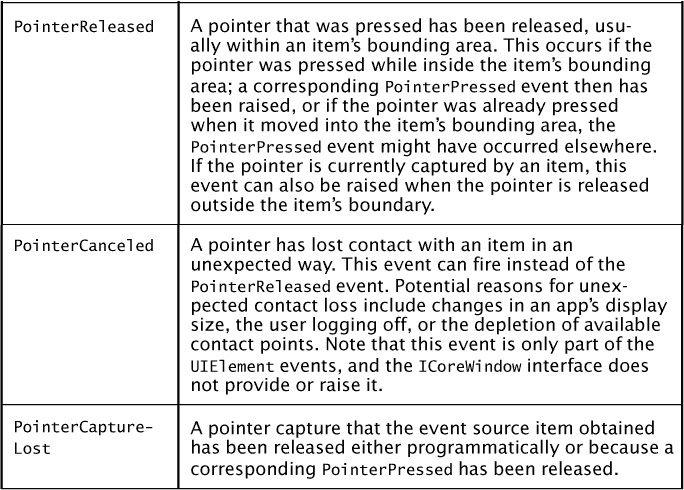 PointerReleased
A pointer that was pressed has been released, usu-
ally within an item's bounding area. This occurs if the
pointer was pressed while inside the item's bounding
area; a corresponding PointerPressed event then has
been raised, or if the pointer was already pressed
when it moved into the item's bounding area, the
PointerPressed event might have occurred elsewhere.
If the pointer is currently captured by an item, this
event can also be raised when the pointer is released
outside the item's boundary.
PointerCanceled
A pointer has lost contact with an item in an
unexpected way. This event can fire instead of the
PointerReleased event. Potential reasons for unex-
pected contact loss include changes in an app's display
size, the user logging off, or the depletion of available
contact points. Note that this event is only part of the
UIElement events, and the ICoreWindow interface does
not provide or raise it.
PointerCapture-
Lost
A pointer capture that the event source item obtained
has been released either programmatically or because a
corresponding PointerPressed has been released.